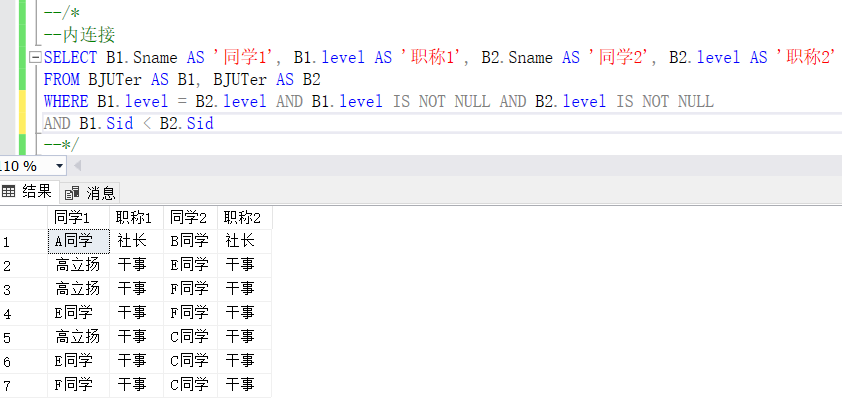 --/*
--内连接
SELECT B1.Sname AS '同学1', B1.level AS '职称1', B2.Sname AS '同学2', B2.level AS '职称2'
FROM BJUTer AS B1, BJUTer AS B2
WHERE B1.level = B2.level AND B1.level IS NOT NULL AND B2.level IS NOT NULL
AND B1.Sid < B2.Sid
--*/
110 %
结果 消息
同学1 职称1 同学2 职称2
1 A同学 社长 B同学 社长
2 高立扬 干事 E同学 干事
3 高立扬 干事 F同学 干事
4 E同学 干事 F同学 干事
5 高立扬 干事 C同学 干事
6 E同学 干事 C同学 干事
7 F同学 干事 C同学 干事